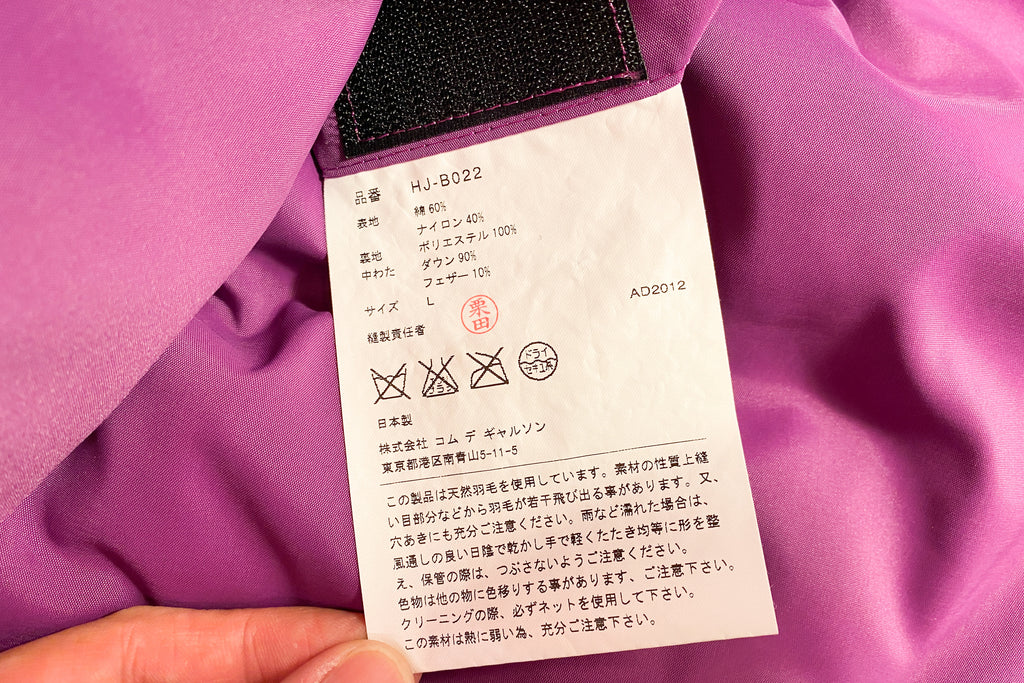 品番 HJ-B022
表地 綿 60%
ナイロン 40%
裏地 ポリエステル 100%
中わた ダウン 90%
フェザー 10%
サイズ L
AD2012
縫製責任者 栗田
ドライ
セキユ系
日本製
株式会社 コム デ ギャルソン
東京都港区南青山5-11-5
この製品は天然羽毛を使用しています。素材の性質上縫
い目部分などから羽毛が若干飛び出る事があります。又、
穴あきにも充分ご注意ください。雨など濡れた場合は、
風通しの良い日陰で乾かし手で軽くたたき均等に形を整
え、保管の際は、つぶさないようご注意ください。
色物は他の物に色移りする事があります、ご注意下さい。
クリーニングの際、必ずネットを使用して下さい。
この素材は熱に弱い為、充分ご注意下さい。